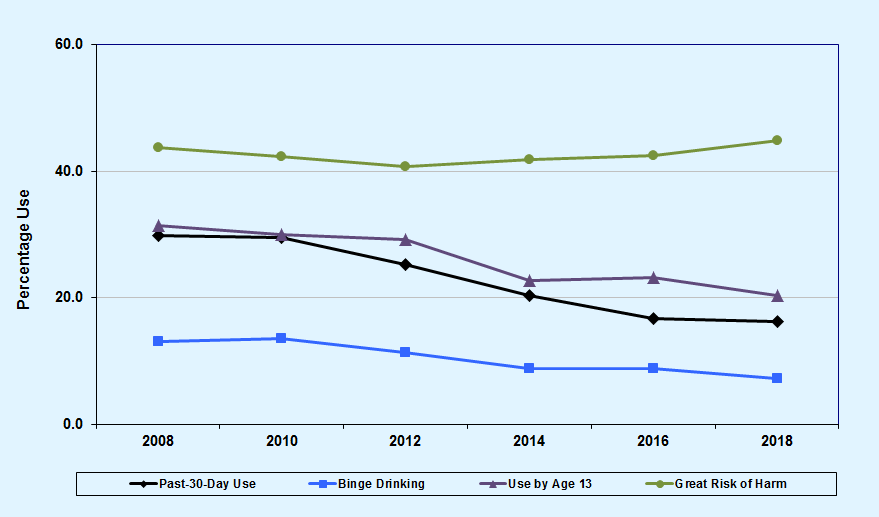 60.0
40.0
20.0
0.0
Percentage Use
2008 2010 2012 2014 2016 2018
Past-30-Day Use Binge Drinking Use by Age 13 Great Risk of Harm